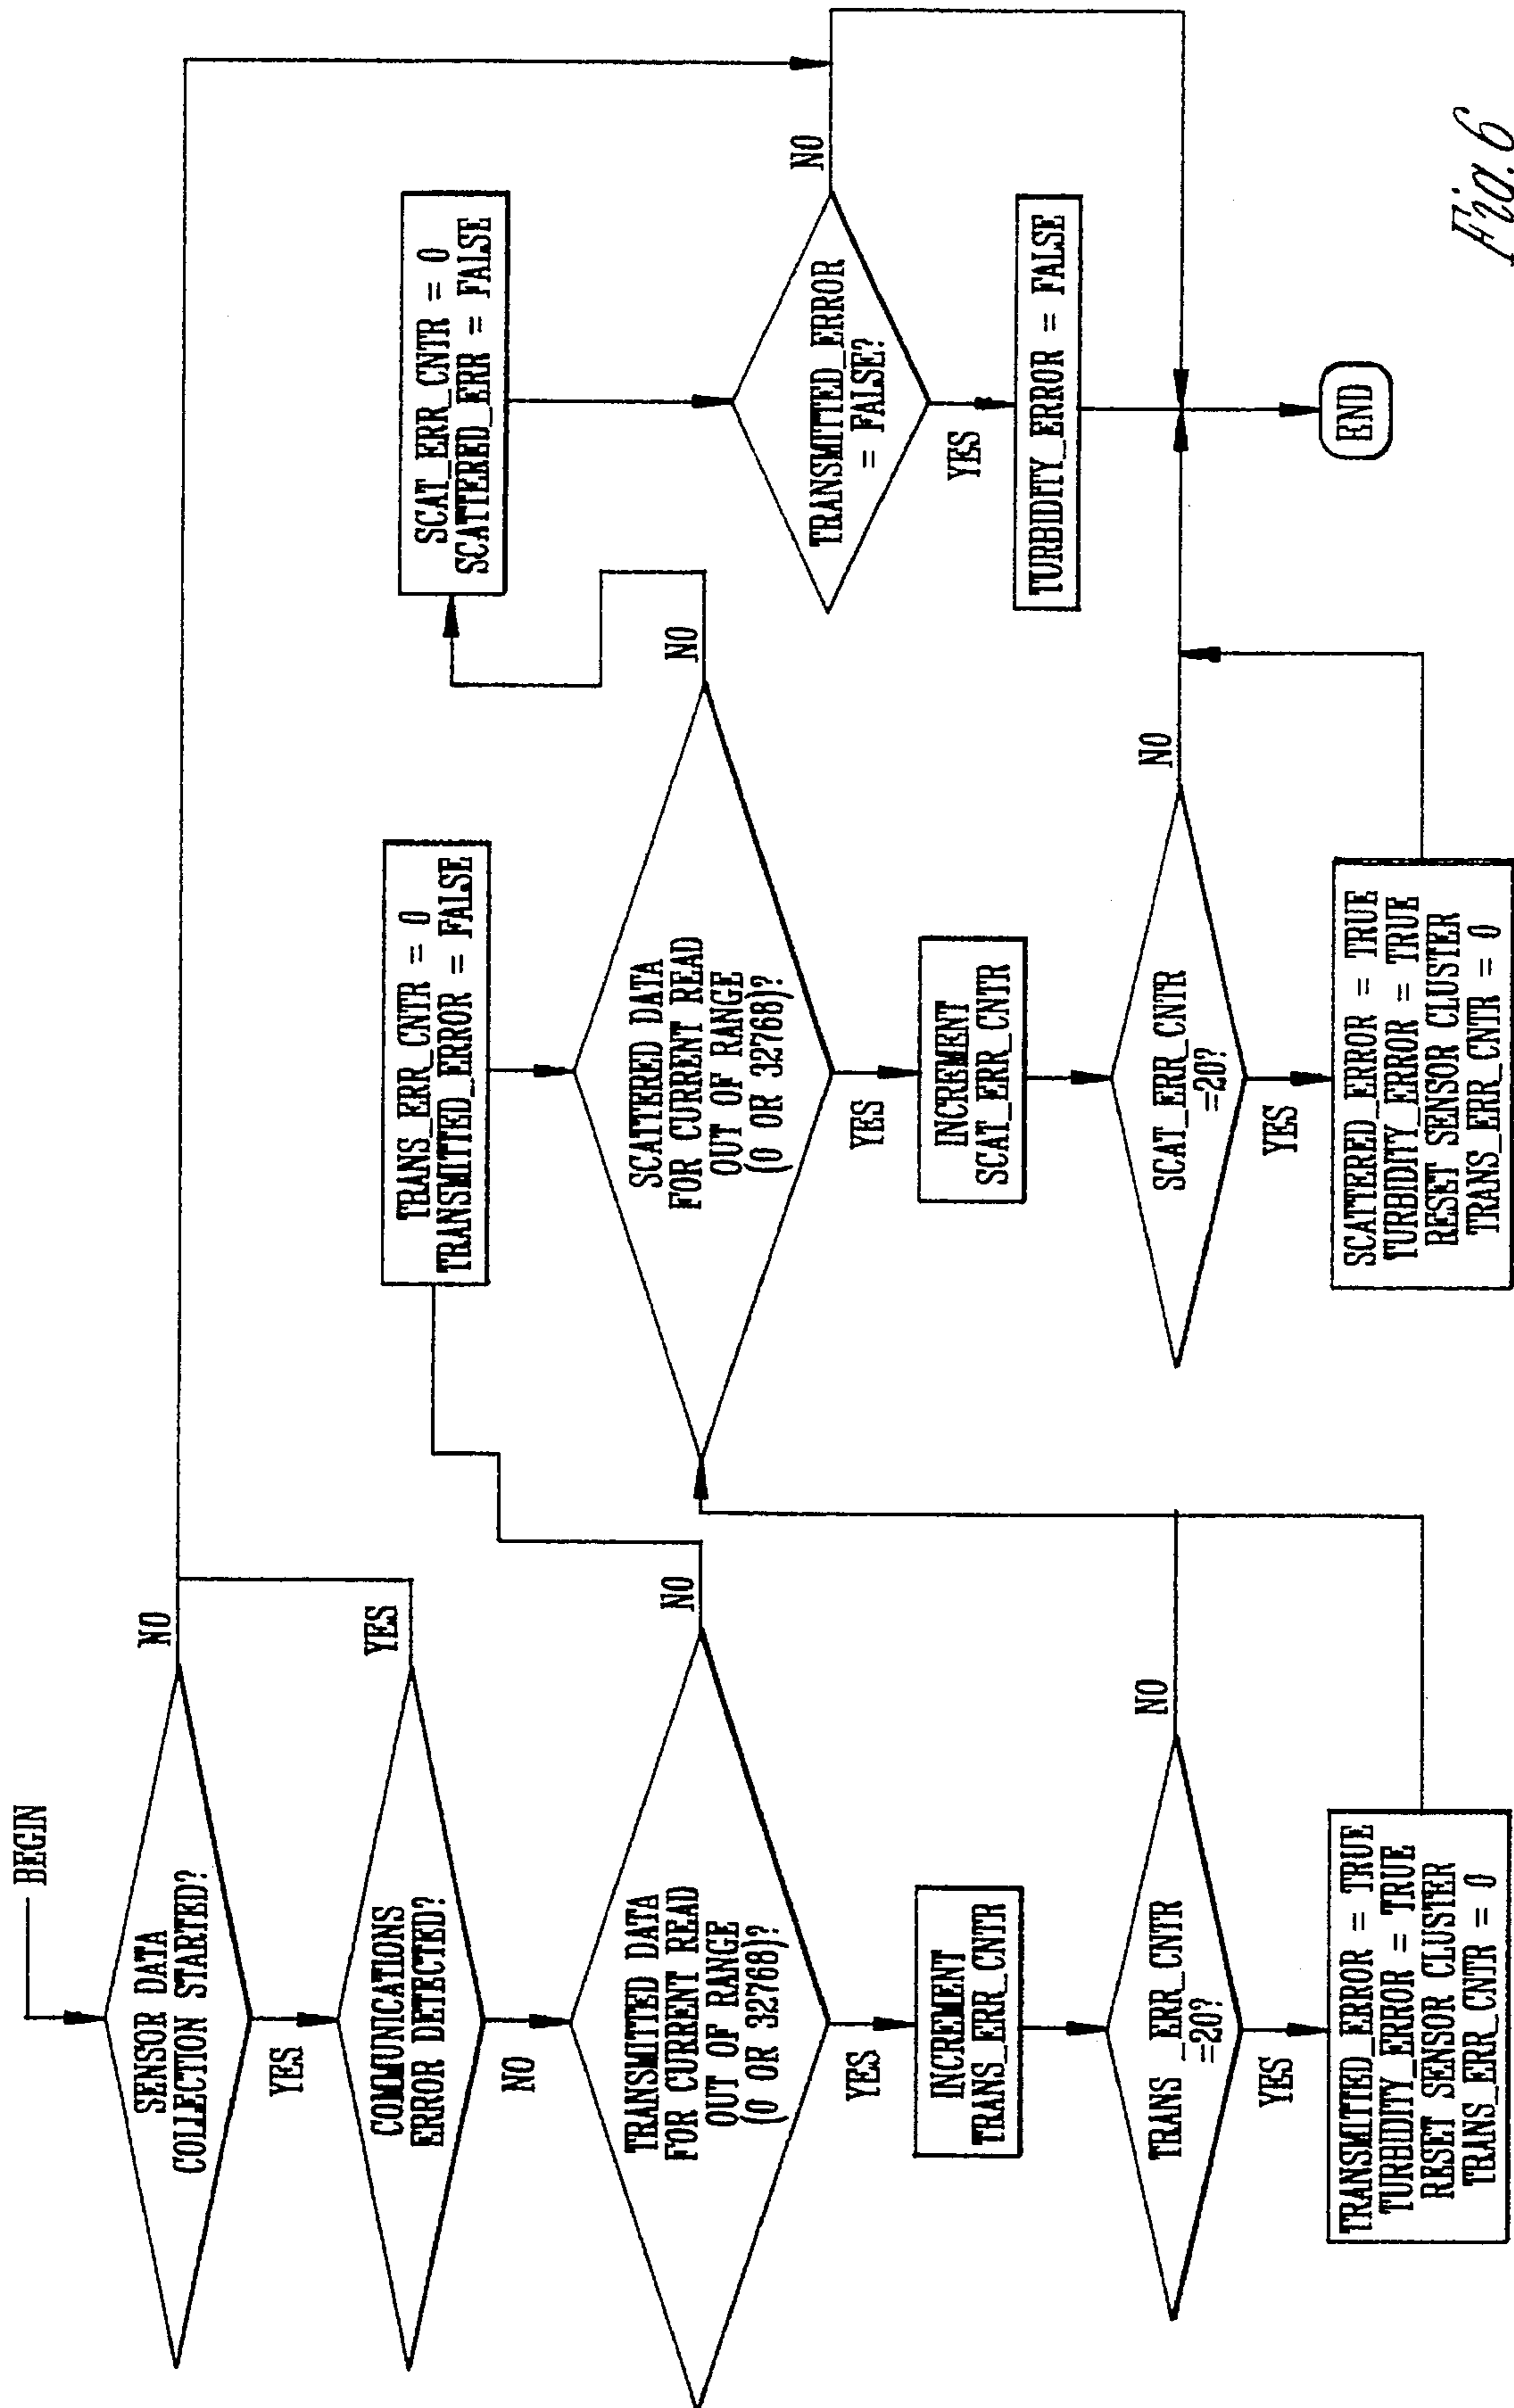 BEGIN
SENSOR DATA
COLLECTION STARTED?
NO
YES
COMMUNICATIONS
ERROR DETECTED?
YES
NO
TRANSMITTED DATA
FOR CURRENT READ
OUT OF RANGE
(0 OR 32768)?
NO
YES
INCREMENT
TRANS_ERR_CNTR
TRANS _ERR_CNTR
=20?
NO
YES
TRANSMITTED_ERROR = TRUE
TURBIDITY_ERROR = TRUE
RESET SENSOR CLUSTER
TRANS_ERR_CNTR = 0
TRANS_ERR_CNTR = 0
TRANSMITTED_ERROR = FALSE
SCATTERED DATA
FOR CURRENT READ
OUT OF RANGE
(0 OR 32768)?
NO
YES
INCREMENT
SCAT_ERR_CNTR
SCAT_ERR_CNTR
=20?
NO
YES
SCATTERED_ERROR = TRUE
TURBIDITY_ERROR = TRUE
RESET SENSOR CLUSTER
TRANS_ERR_CNTR = 0
SCAT_ERR_CNTR = 0
SCATTERED_ERR = FALSE
TRANSMITTED_ERROR
= FALSE?
NO
YES
TURBIDITY_ERROR = FALSE
END
Fig. 6